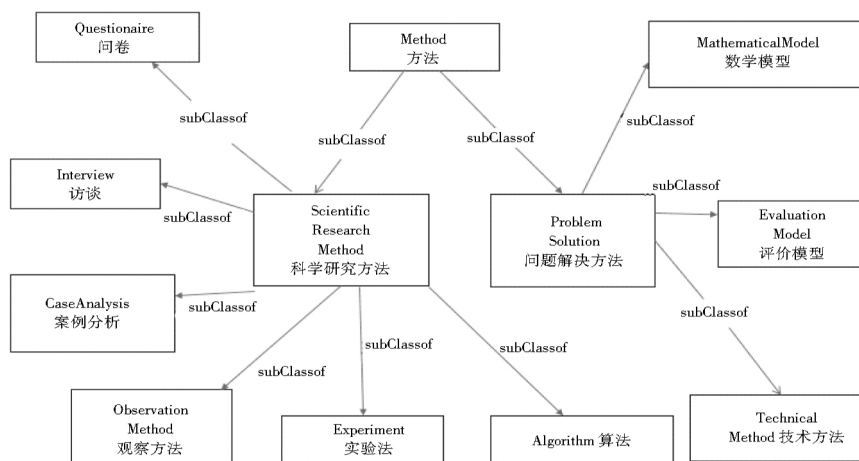 Questionaire
问卷
Method
方法
MathematicalModel
数学模型
subClassof
subClassof
subClassof
subClassof
Interview
访谈
subClassof
subClassof
Scientific
Research
Method
科学研究方法
Problem
Solution
问题解决方法
Evaluation
Model
评价模型
CaseAnalysis
案例分析
subClassof
subClassof
subClassof
subClassof
subClassof
Observation
Method
观察方法
Experiment
实验法
Algorithm 算法
Technical
Method 技术方法